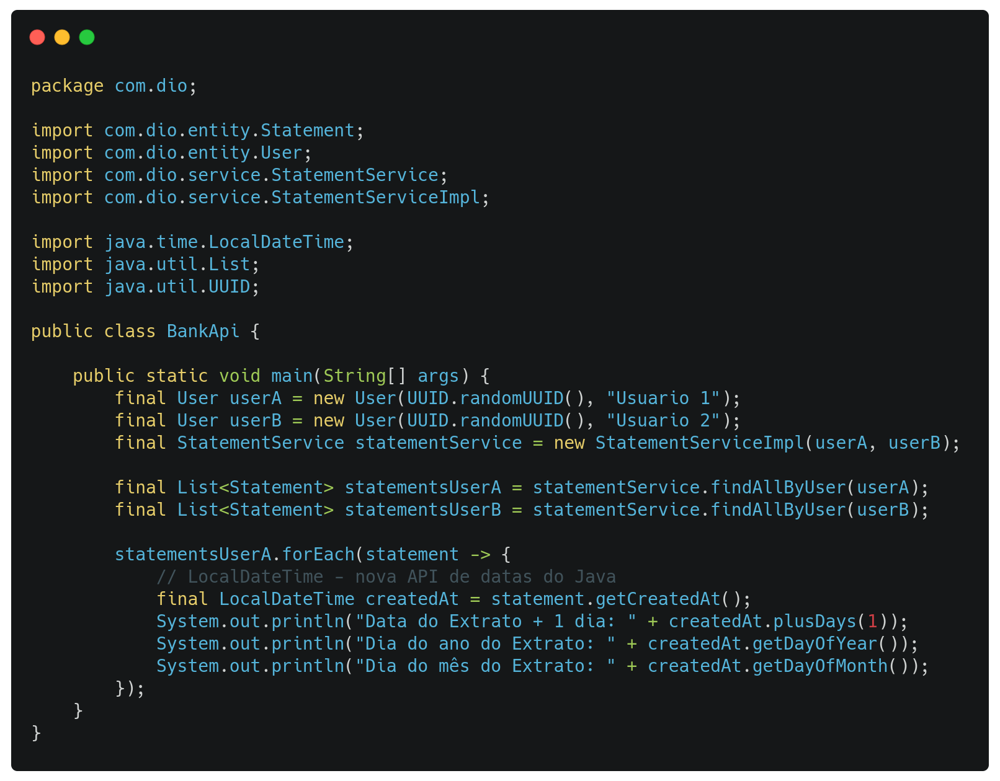 package com.dio;

import com.dio.entity.Statement;
import com.dio.entity.User;
import com.dio.service.StatementService;
import com.dio.service.StatementServiceImpl;

import java.time.LocalDateTime;
import java.util.List;
import java.util.UUID;

public class BankApi {

    public static void main(String[] args) {
        final User userA = new User(UUID.randomUUID(), "Usuario 1");
        final User userB = new User(UUID.randomUUID(), "Usuario 2");
        final StatementService statementService = new StatementServiceImpl(userA, userB);

        final List<Statement> statementsUserA = statementService.findAllByUser(userA);
        final List<Statement> statementsUserB = statementService.findAllByUser(userB);

        statementsUserA.forEach(statement -> {
            // LocalDateTime - nova API de datas do Java
            final LocalDateTime createdAt = statement.getCreatedAt();
            System.out.println("Data do Extrato + 1 dia: " + createdAt.plusDays(1));
            System.out.println("Dia do ano do Extrato: " + createdAt.getDayOfYear());
            System.out.println("Dia do mês do Extrato: " + createdAt.getDayOfMonth());
        });
    }
}